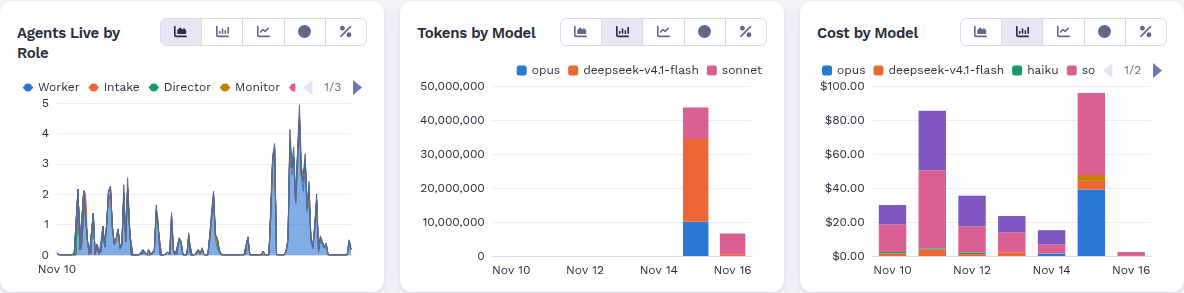 Agents Live by
Role
Worker Intake Director Monitor 1/3
5
4
3
2
1
0
Nov 10
Tokens by Model
opus deepseek-v4.1-flash sonnet
50,000,000
40,000,000
30,000,000
20,000,000
10,000,000
0
Nov 10 Nov 12 Nov 14 Nov 16
Cost by Model
opus deepseek-v4.1-flash haiku so 1/2
$100.00
$80.00
$60.00
$40.00
$20.00
$0.00
Nov 10 Nov 12 Nov 14 Nov 16